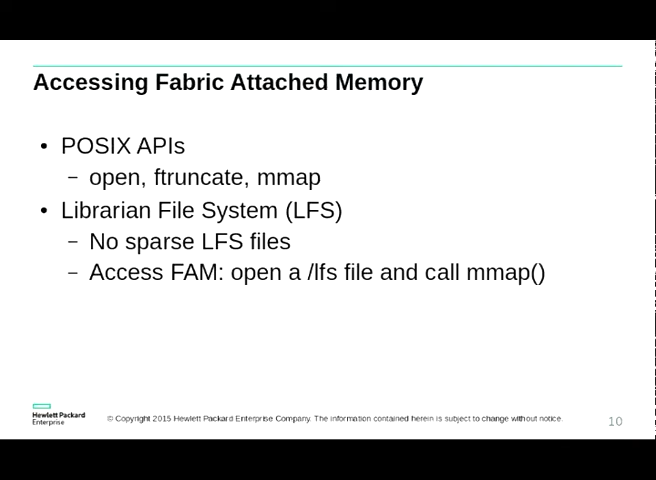 Accessing Fabric Attached Memory
• POSIX APIs
– open, ftruncate, mmap
• Librarian File System (LFS)
– No sparse LFS files
– Access FAM: open a /lfs file and call mmap()
Hewlett Packard
Enterprise
© Copyright 2015 Hewlett Packard Enterprise Company. The information contained herein is subject to change without notice.
10